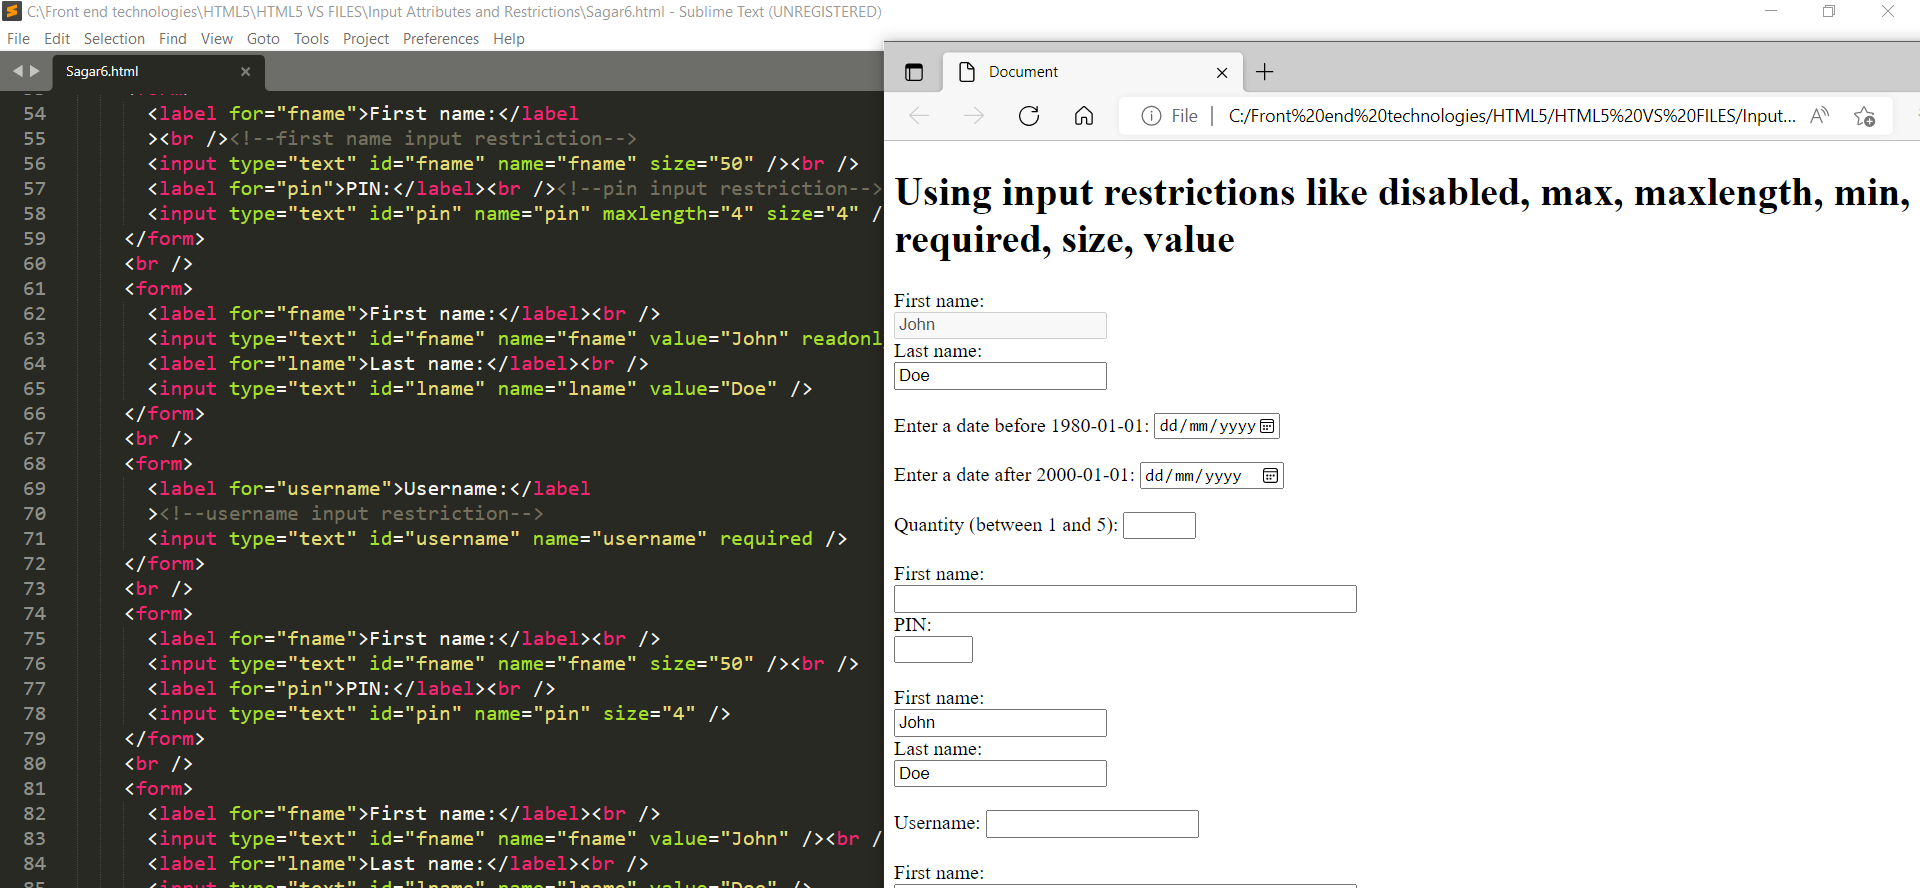 C:\Front end technologies\HTML5\HTML5 VS FILES\Input Attributes and Restrictions\Sagar6.html - Sublime Text (UNREGISTERED)
File Edit Selection Find View Goto Tools Project Preferences Help
Sagar6.html
54 <label for="fname">First name:</label
55 ><br /><!--first name input restriction-->
56 <input type="text" id="fname" name="fname" size="50" /><br />
57 <label for="pin">PIN:</label><br /><!--pin input restriction-->
58 <input type="text" id="pin" name="pin" maxlength="4" size="4" /
59 </form>
60 <br />
61 <form>
62 <label for="fname">First name:</label><br />
63 <input type="text" id="fname" name="fname" value="John" readonl
64 <label for="lname">Last name:</label><br />
65 <input type="text" id="lname" name="lname" value="Doe" />
66 </form>
67 <br />
68 <form>
69 <label for="username">Username:</label
70 ><!--username input restriction-->
71 <input type="text" id="username" name="username" required />
72 </form>
73 <br />
74 <form>
75 <label for="fname">First name:</label><br />
76 <input type="text" id="fname" name="fname" size="50" /><br />
77 <label for="pin">PIN:</label><br />
78 <input type="text" id="pin" name="pin" size="4" />
79 </form>
80 <br />
81 <form>
82 <label for="fname">First name:</label><br />
83 <input type="text" id="fname" name="fname" value="John" /><br /
84 <label for="lname">Last name:</label><br />
85 <input type="text" id="lname" name="lname" value="Doe" />
Document
File | C:/Front%20end%20technologies/HTML5/HTML5%20VS%20FILES/Input...
Using input restrictions like disabled, max, maxlength, min,
required, size, value
First name:
John
Last name:
Doe
Enter a date before 1980-01-01: dd/mm/yyyy
Enter a date after 2000-01-01: dd/mm/yyyy
Quantity (between 1 and 5):
First name:
PIN:
First name:
John
Last name:
Doe
Username:
First name: